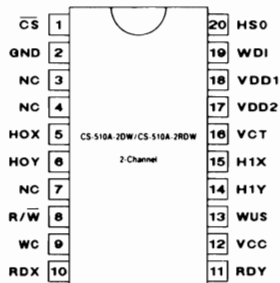 C̅S̅ 1 20 HS0
GND 2 19 WDI
NC 3 18 VDD1
NC 4 17 VDD2
HOX 5 CS-510A-2DW/CS-510A-2RDW 16 VCT
HOY 6 2-Channel 15 H1X
NC 7 14 H1Y
R/W̅ 8 13 WUS
WC 9 12 VCC
RDX 10 11 RDY